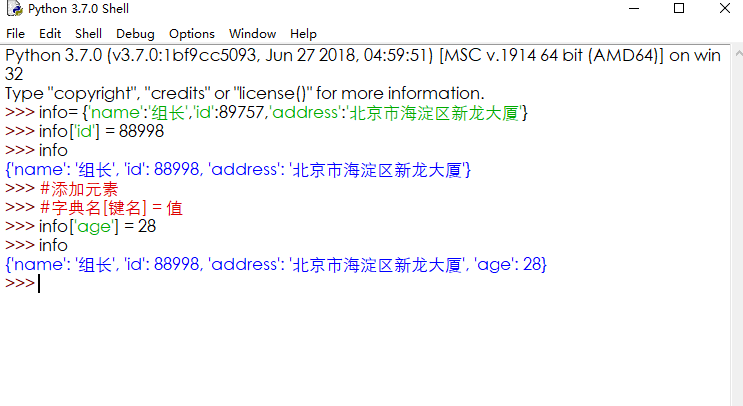 Python 3.7.0 Shell
File Edit Shell Debug Options Window Help
Python 3.7.0 (v3.7.0:1bf9cc5093, Jun 27 2018, 04:59:51) [MSC v.1914 64 bit (AMD64)] on win
32
Type "copyright", "credits" or "license()" for more information.
>>> info= {'name':'组长','id':89757,'address':'北京市海淀区新龙大厦'}
>>> info['id'] = 88998
>>> info
{'name': '组长', 'id': 88998, 'address': '北京市海淀区新龙大厦'}
>>> #添加元素
>>> #字典名[键名] = 值
>>> info['age'] = 28
>>> info
{'name': '组长', 'id': 88998, 'address': '北京市海淀区新龙大厦', 'age': 28}
>>>